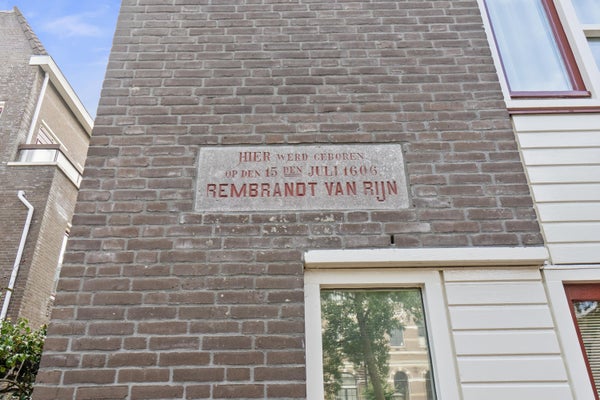 HIER WERD GEBOREN
OP DEN 15 DEN JULI 1606
REMBRANDT VAN RIJN